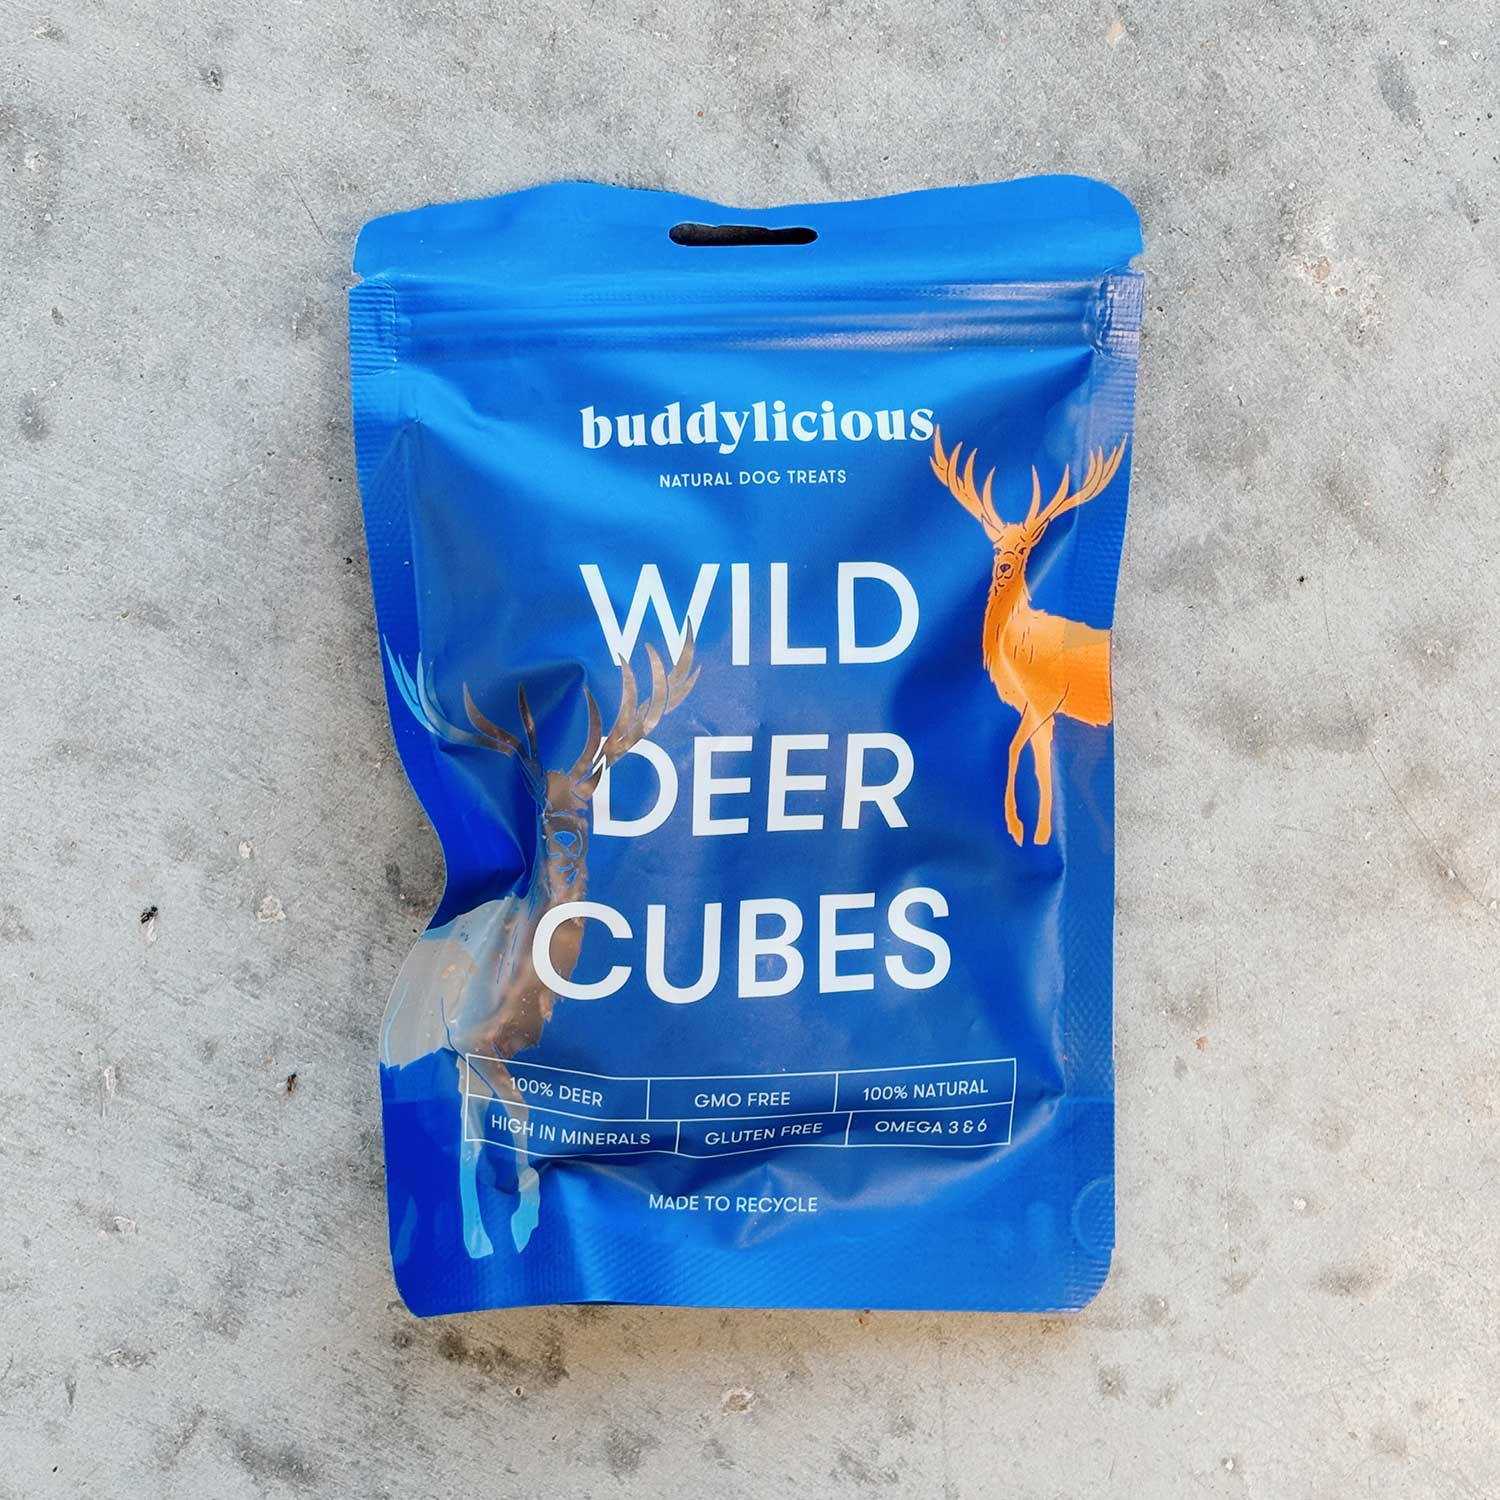 buddylicious
NATURAL DOG TREATS
WILD
DEER
CUBES
100% DEER GMO FREE 100% NATURAL
HIGH IN MINERALS GLUTEN FREE OMEGA 3 & 6
MADE TO RECYCLE